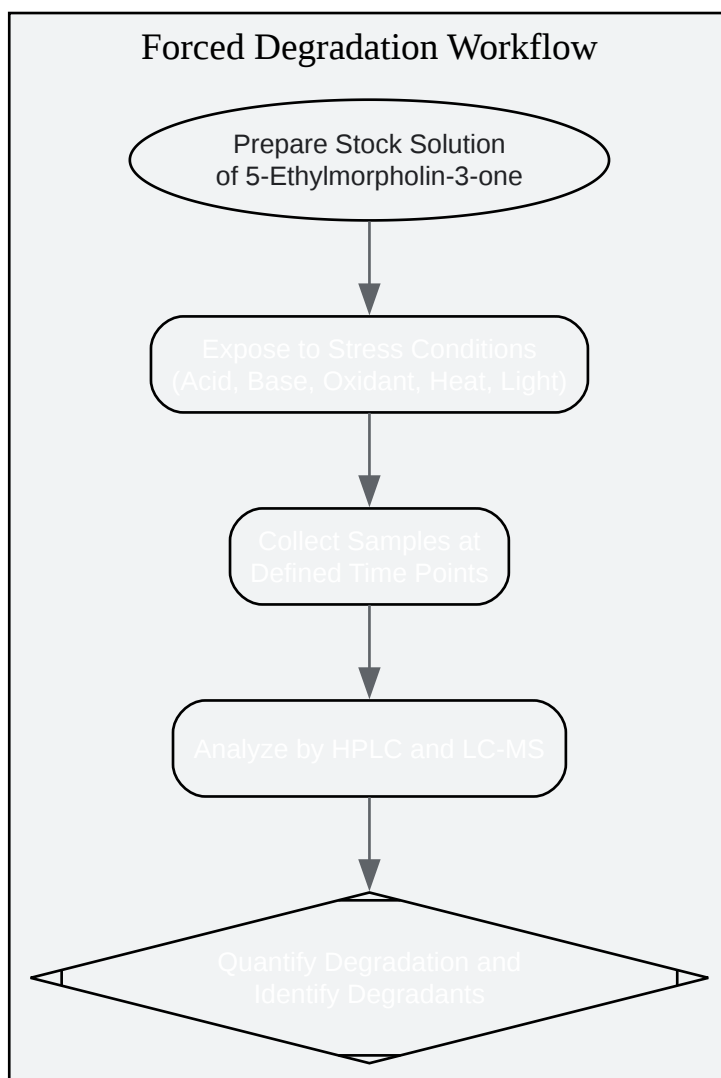 Forced Degradation Workflow
Prepare Stock Solution
of 5-Ethylmorpholin-3-one
Expose to Stress Conditions
(Acid, Base, Oxidant, Heat, Light)
Collect Samples at
Defined Time Points
Analyze by HPLC and LC-MS
Quantify Degradation and
Identify Degradants